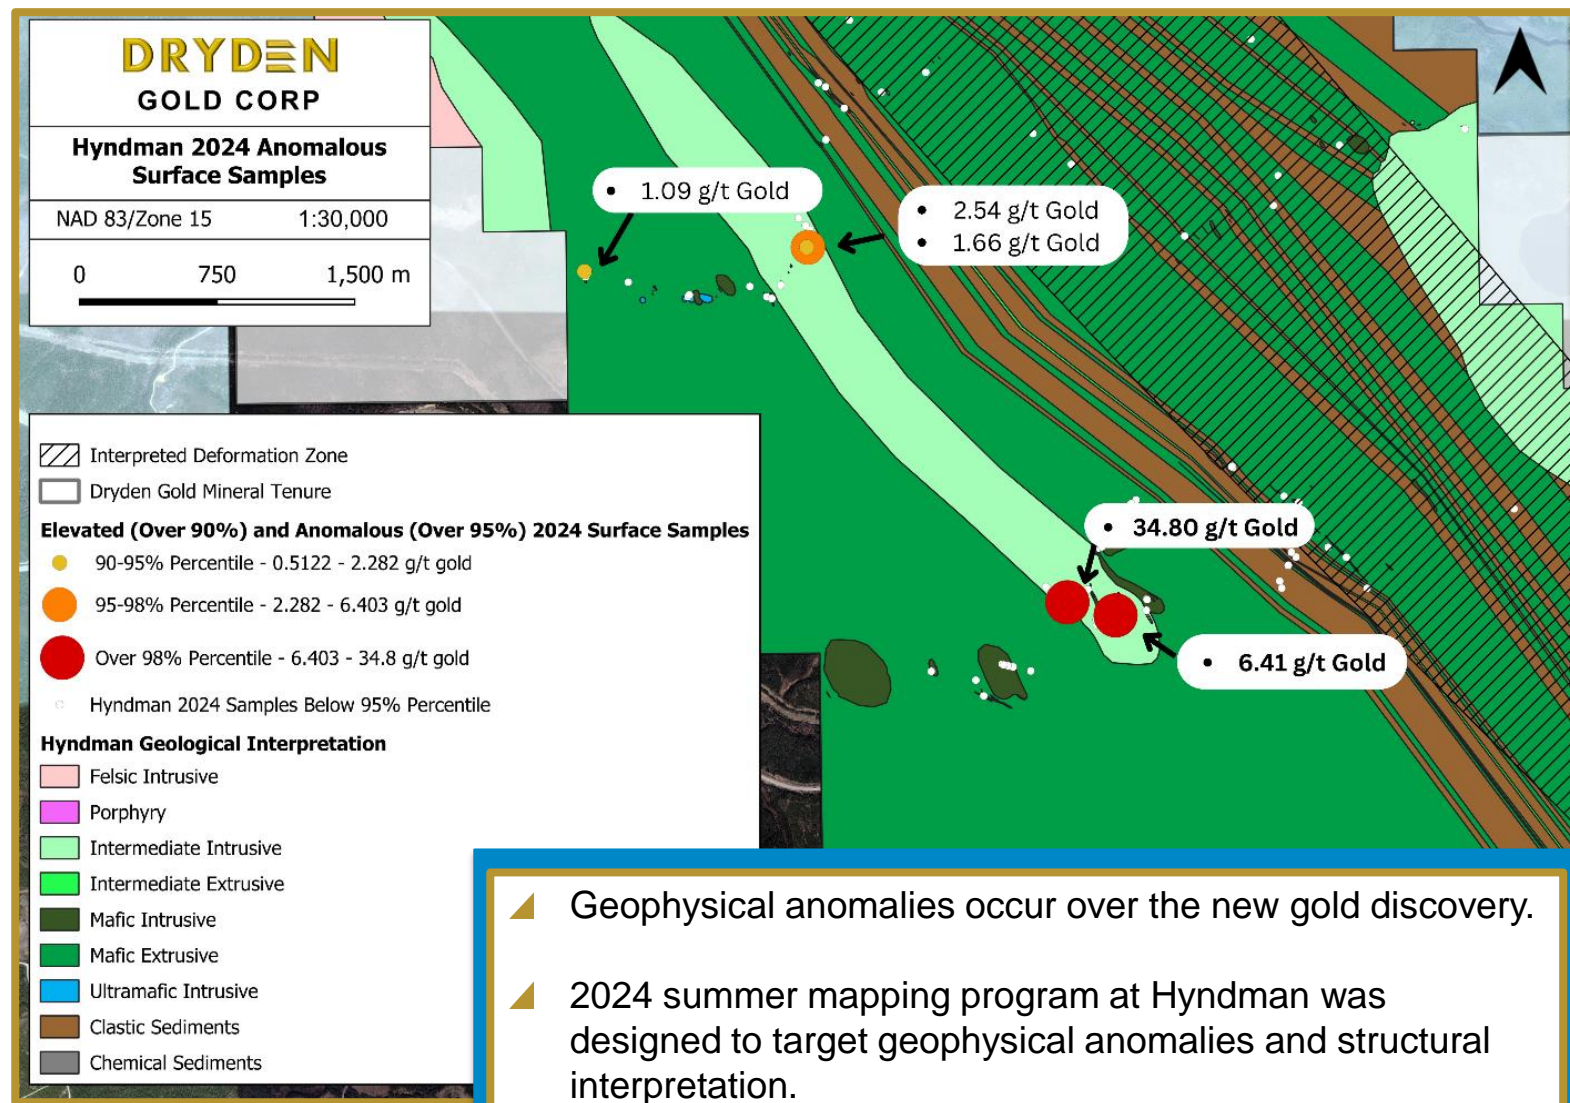 DRYDEN
GOLD CORP
Hyndman 2024 Anomalous
Surface Samples
NAD 83/Zone 15 1:30,000
0 750 1,500 m
• 1.09 g/t Gold
• 2.54 g/t Gold
• 1.66 g/t Gold
• 34.80 g/t Gold
• 6.41 g/t Gold
Interpreted Deformation Zone
Dryden Gold Mineral Tenure
Elevated (Over 90%) and Anomalous (Over 95%) 2024 Surface Samples
90-95% Percentile - 0.5122 - 2.282 g/t gold
95-98% Percentile - 2.282 - 6.403 g/t gold
Over 98% Percentile - 6.403 - 34.8 g/t gold
Hyndman 2024 Samples Below 95% Percentile
Hyndman Geological Interpretation
Felsic Intrusive
Porphyry
Intermediate Intrusive
Intermediate Extrusive
Mafic Intrusive
Mafic Extrusive
Ultramafic Intrusive
Clastic Sediments
Chemical Sediments
Geophysical anomalies occur over the new gold discovery.
2024 summer mapping program at Hyndman was
designed to target geophysical anomalies and structural
interpretation.